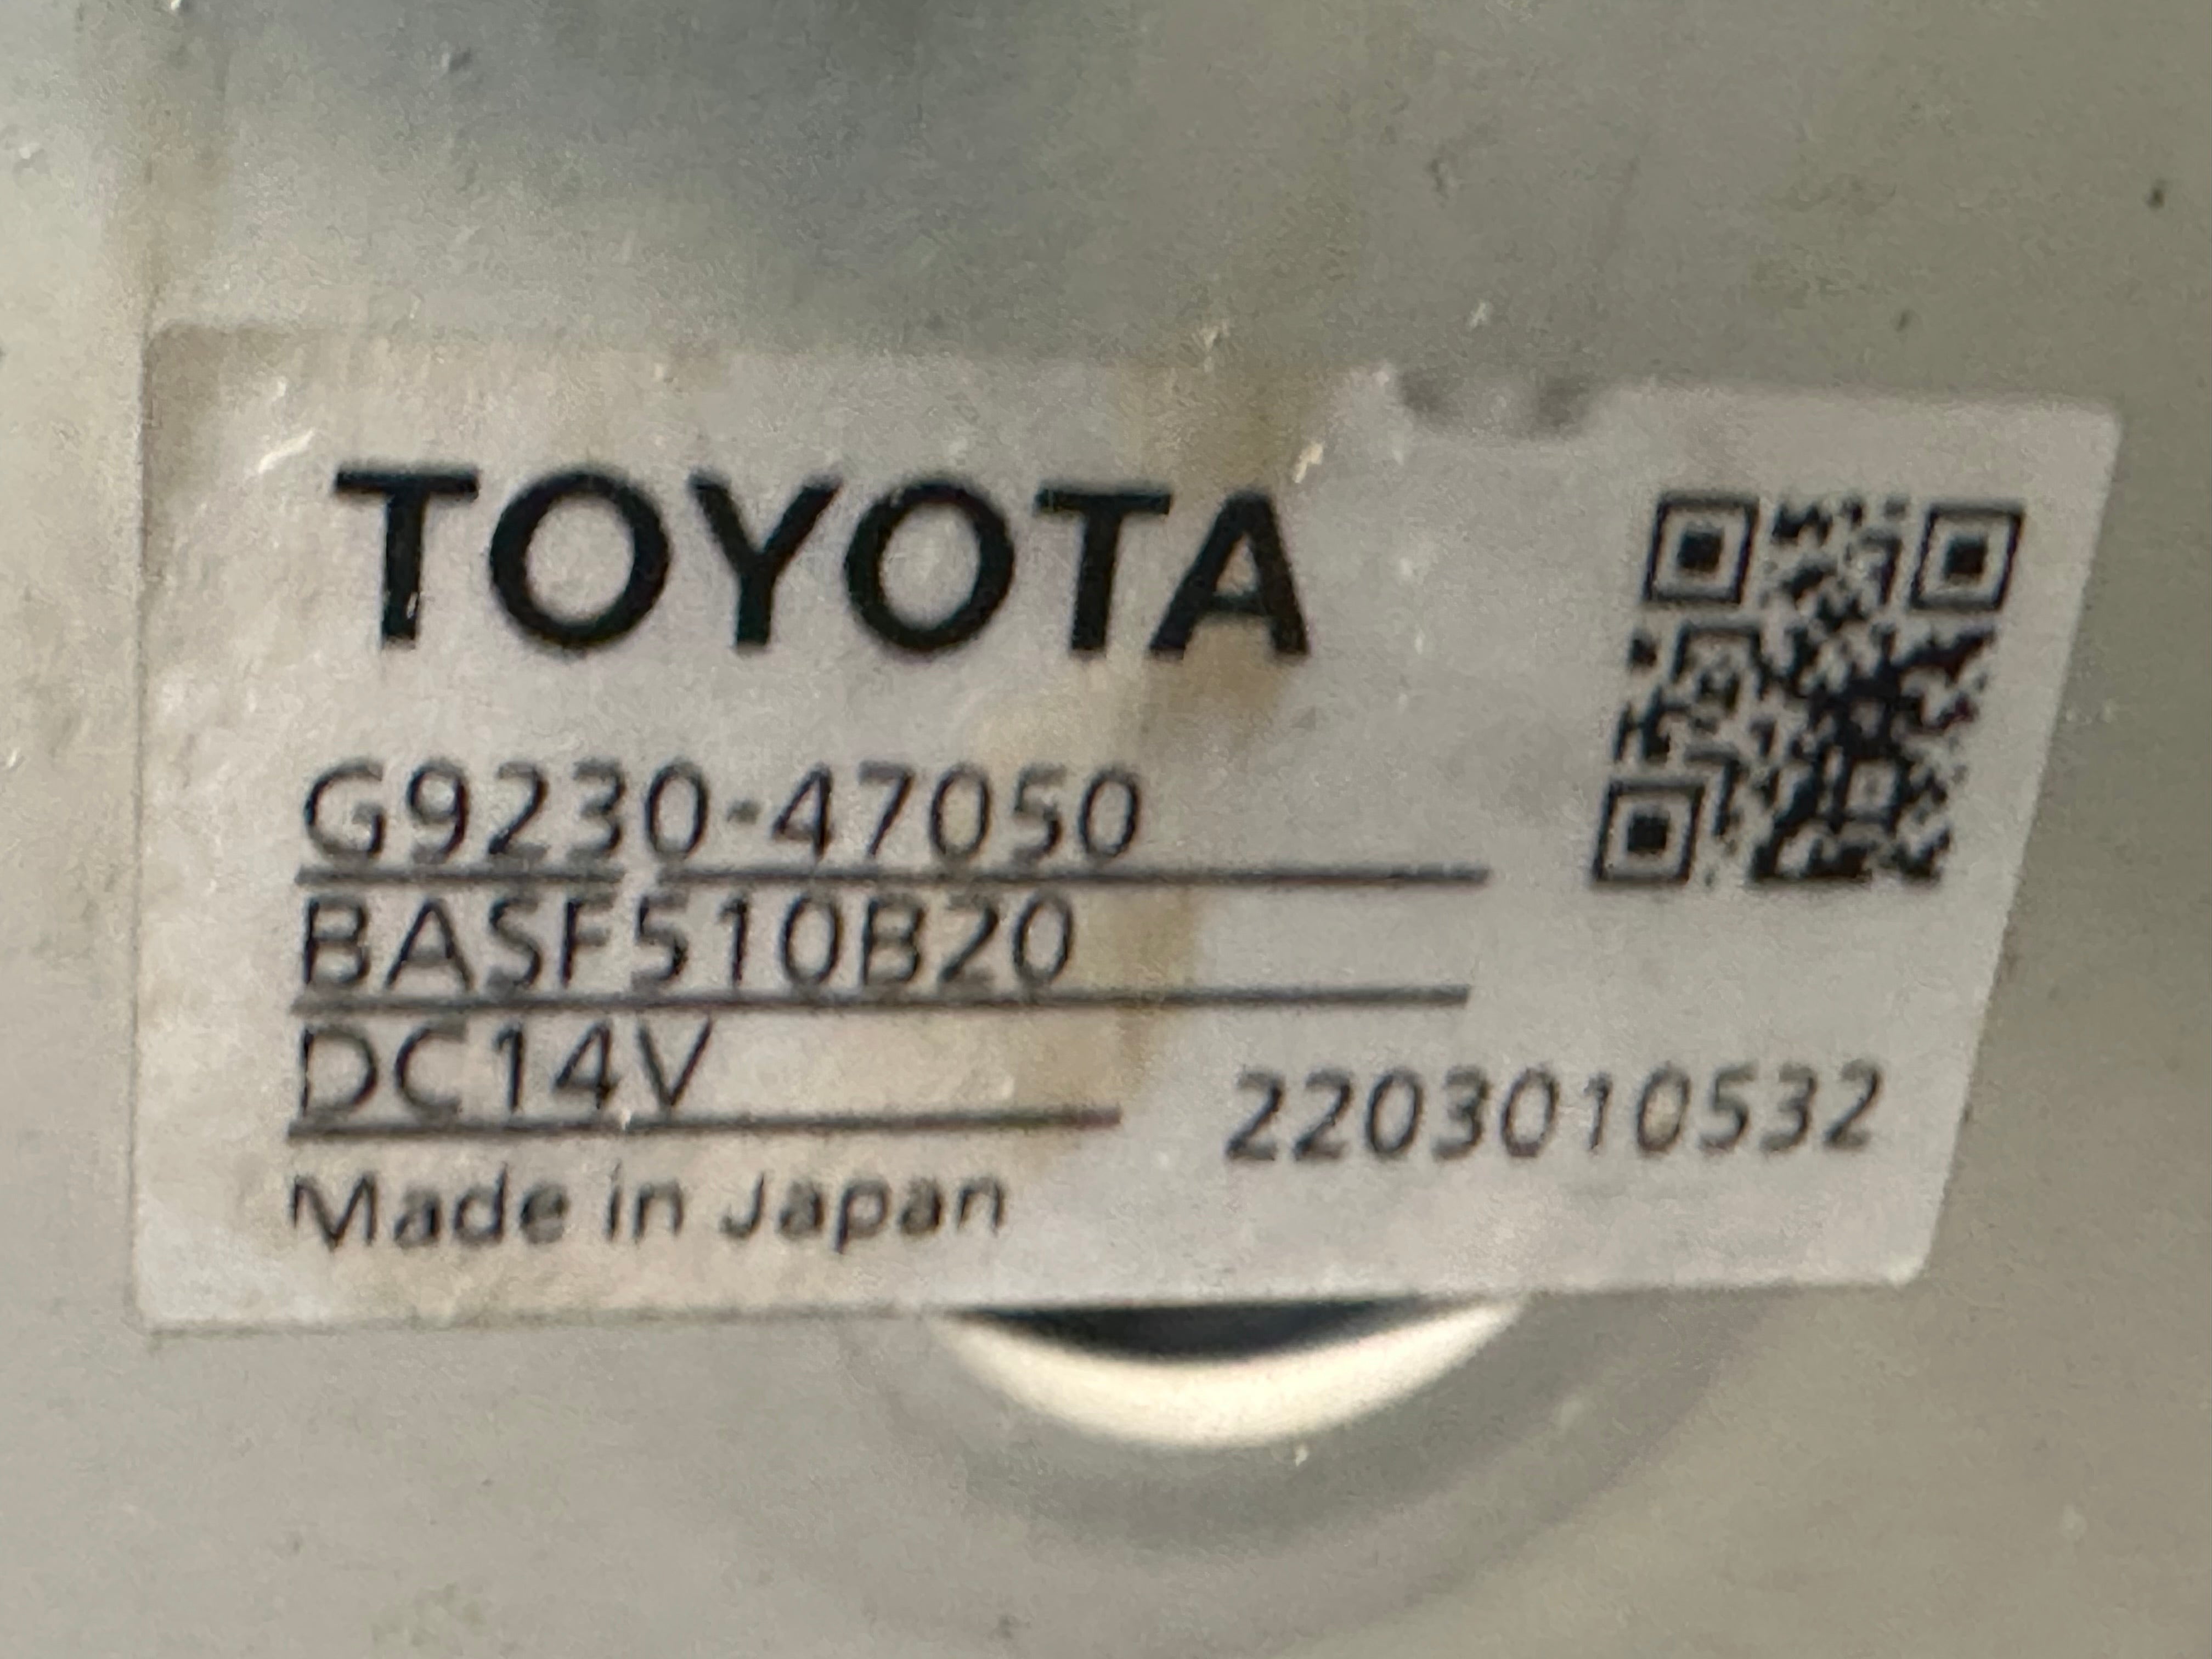 TOYOTA
G9230-47050
BASF510B20
DC14V
2203010532
Made in Japan